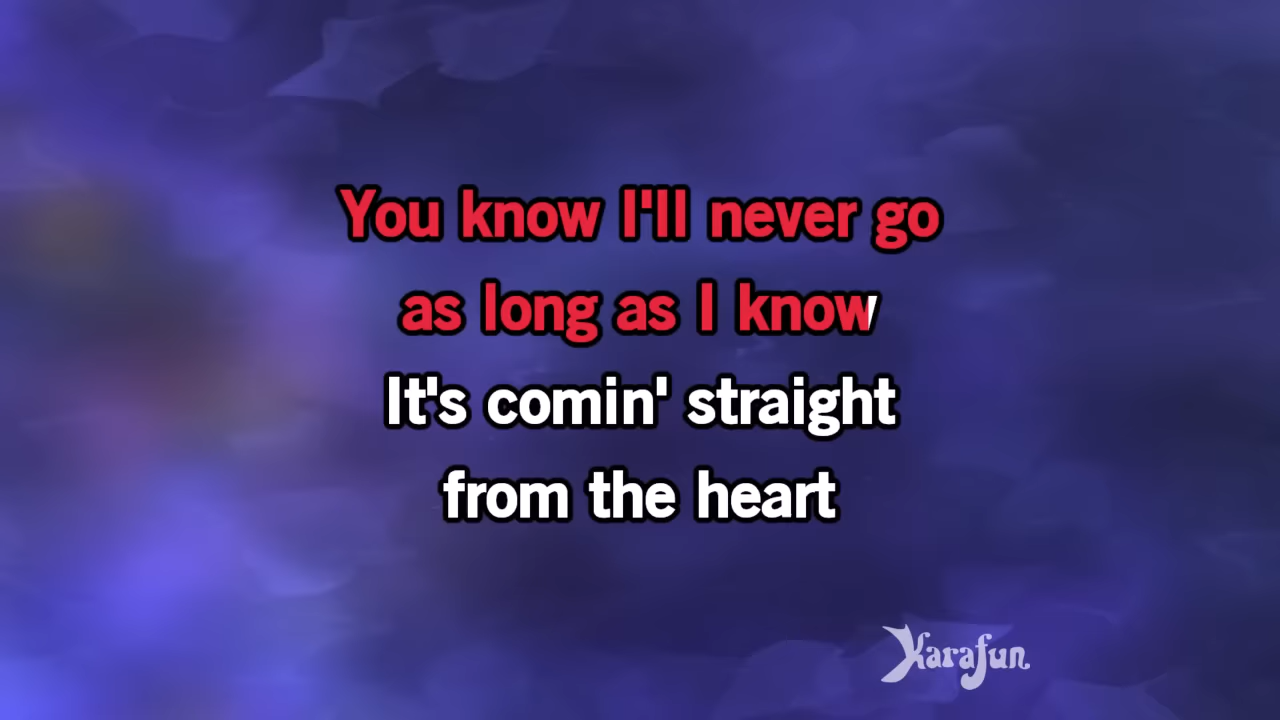 You know I'll never go
as long as I know
It's comin' straight
from the heart
Karafun